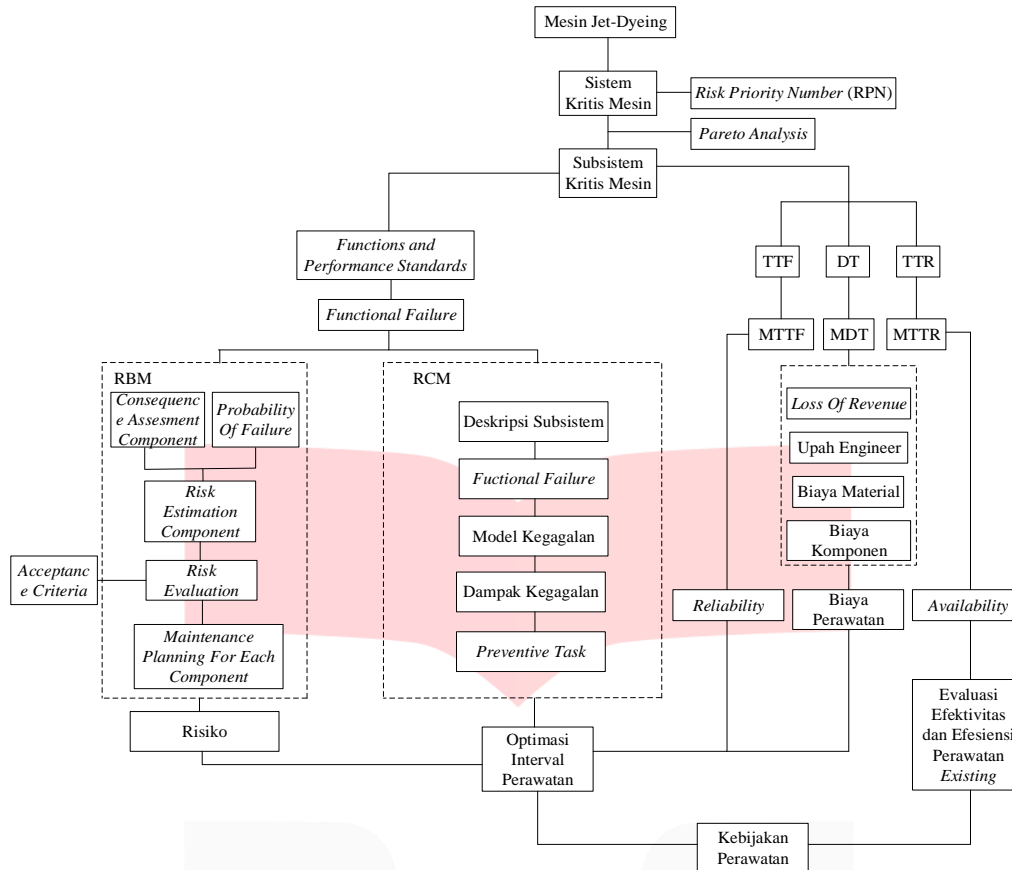 Mesin Jet-Dyeing
Sistem
Kritis Mesin
Risk Priority Number (RPN)
Pareto Analysis
Subsistem
Kritis Mesin
Functions and
Performance Standards
TTF
DT
TTR
Functional Failure
MTTF
MDT
MTTR
RBM
Consequenc
e Assesment
Component
Probability
Of Failure
Risk
Estimation
Component
Acceptanc
e Criteria
Risk
Evaluation
Maintenance
Planning For Each
Component
Risiko
RCM
Deskripsi Subsistem
Fuctional Failure
Model Kegagalan
Dampak Kegagalan
Preventive Task
Loss Of Revenue
Upah Engineer
Biaya Material
Biaya
Komponen
Reliability
Biaya
Perawatan
Availability
Optimasi
Interval
Perawatan
Evaluasi
Efektivitas
dan Efesiensi
Perawatan
Existing
Kebijakan
Perawatan